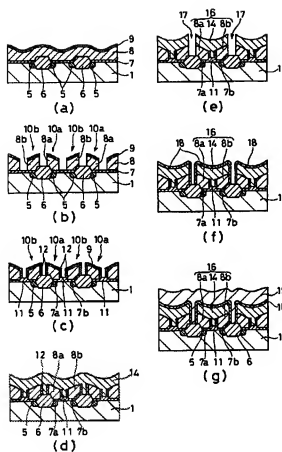 9
8
7
1
5 6 5 6 5
(a)
10b 10a 10b 10a
8b 8a 8b 8a
9
8
7
1
5 6 5 6 5
(b)
10b 10a 10b 10a
12 12 9
1
11 5 6 7a 11 7b 11
(c)
12 8a 8b
14
1
5 6 7a 11 7b
(d)
17 16 17
8a 14 8b
1
7a 11 7b
(e)
16
18 8a 14 8b 18
1
7a 11 7b
(f)
16
8a 14 8b
1
5 7a 11 7b 6
(g)